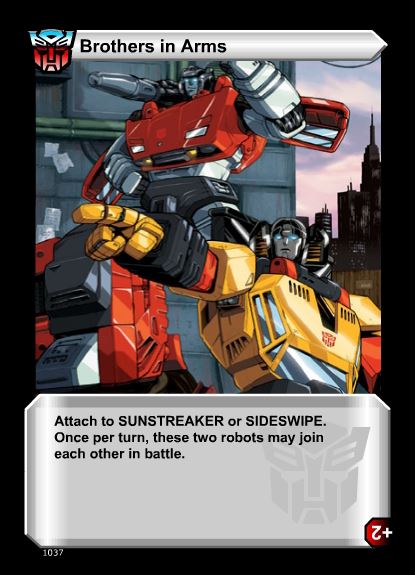 Brothers in Arms
Attach to SUNSTREAKER or SIDESWIPE.
Once per turn, these two robots may join
each other in battle.
+2
1037